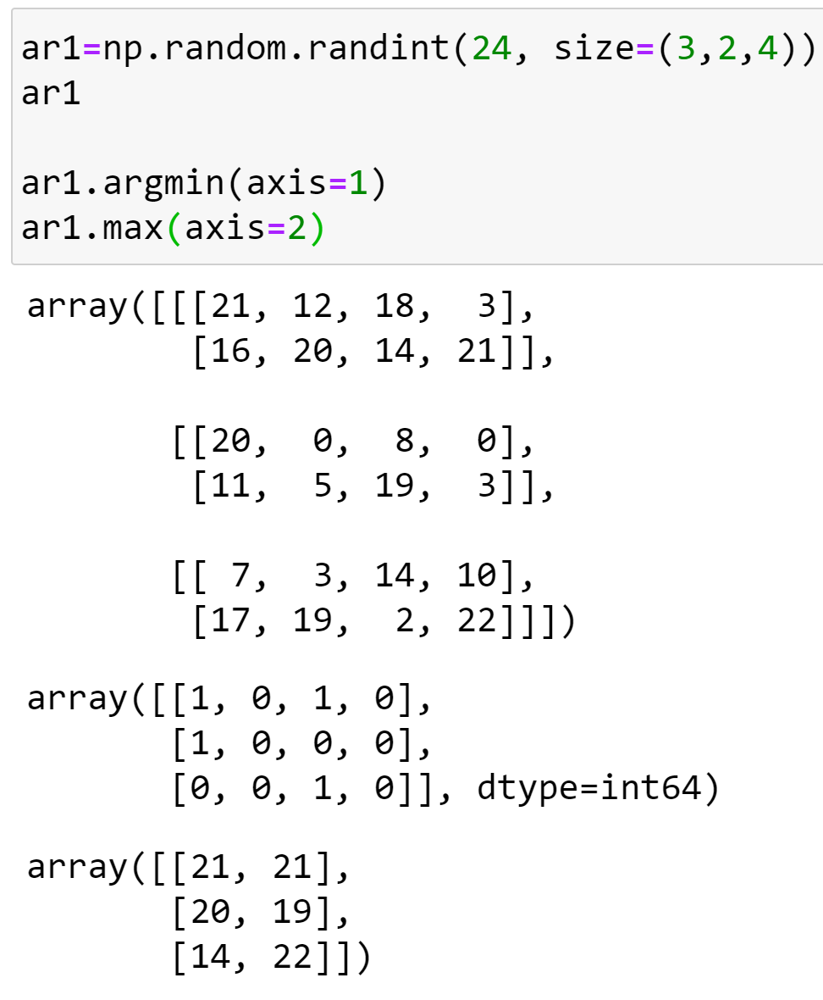 ar1=np.random.randint(24, size=(3,2,4))
ar1
ar1.argmin(axis=1)
ar1.max(axis=2)
array([[[21, 12, 18,  3],
        [16, 20, 14, 21]],
       [[20,  0,  8,  0],
        [11,  5, 19,  3]],
       [[ 7,  3, 14, 10],
        [17, 19,  2, 22]]])
array([[1, 0, 1, 0],
       [1, 0, 0, 0],
       [0, 0, 1, 0]], dtype=int64)
array([[21, 21],
       [20, 19],
       [14, 22]])